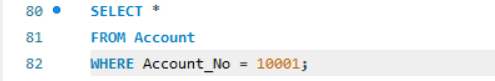 80 SELECT *
81 FROM Account
82 WHERE Account_No = 10001;